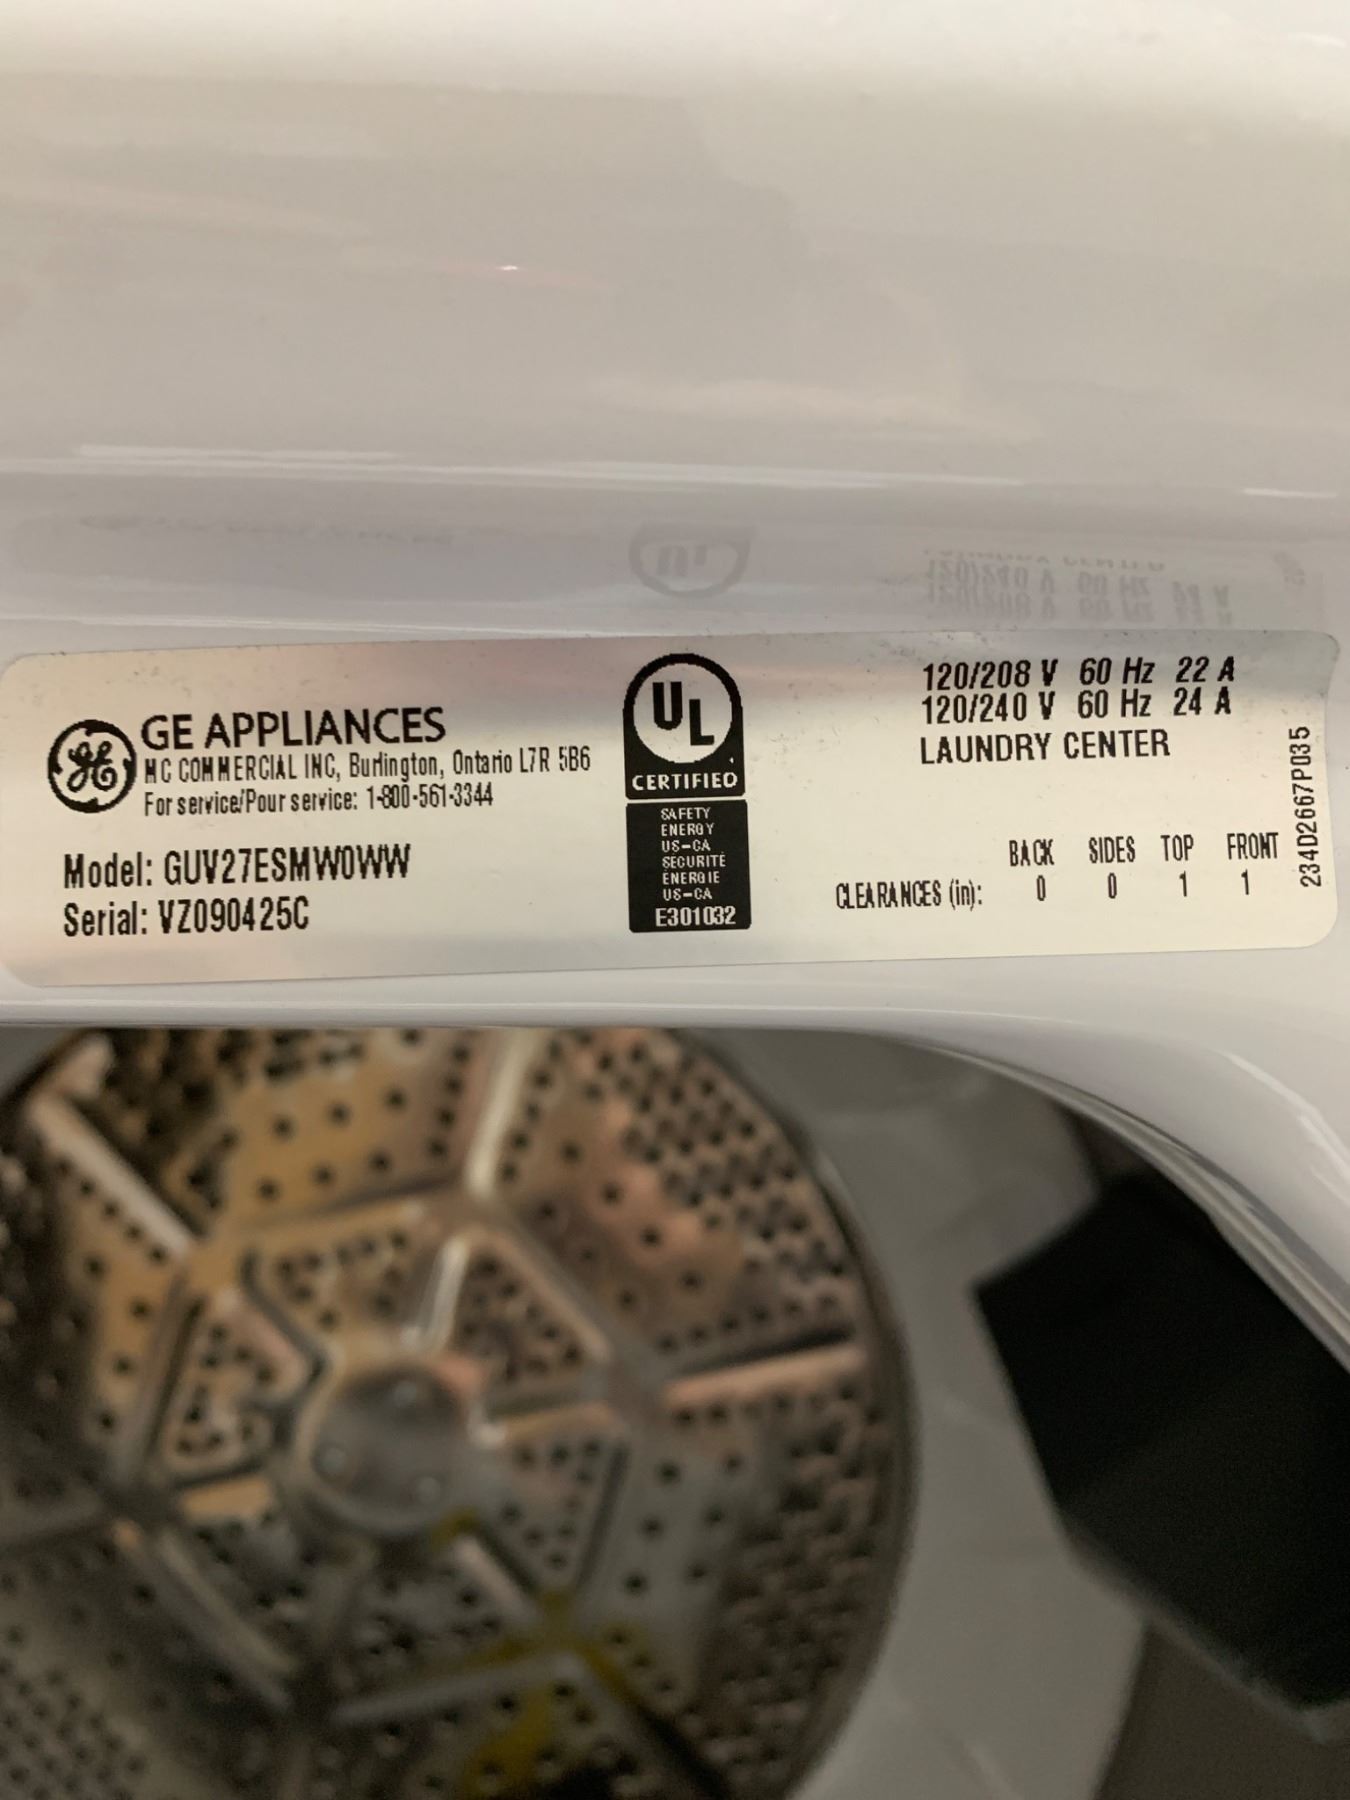 GE APPLIANCES
MC COMMERCIAL INC, Burlington, Ontario L7R 5B6
For service/Pour service: 1-800-561-3344
Model: GUV27ESMW0WW
Serial: VZ090425C
UL
CERTIFIED
SAFETY
ENERGY
US-CA
SÉCURITÉ
ÉNERGIE
US-CA
E301032
120/208 V 60 Hz 22 A
120/240 V 60 Hz 24 A
LAUNDRY CENTER
BACK SIDES TOP FRONT
CLEARANCES (in): 0 0 1 1
234D2667P035